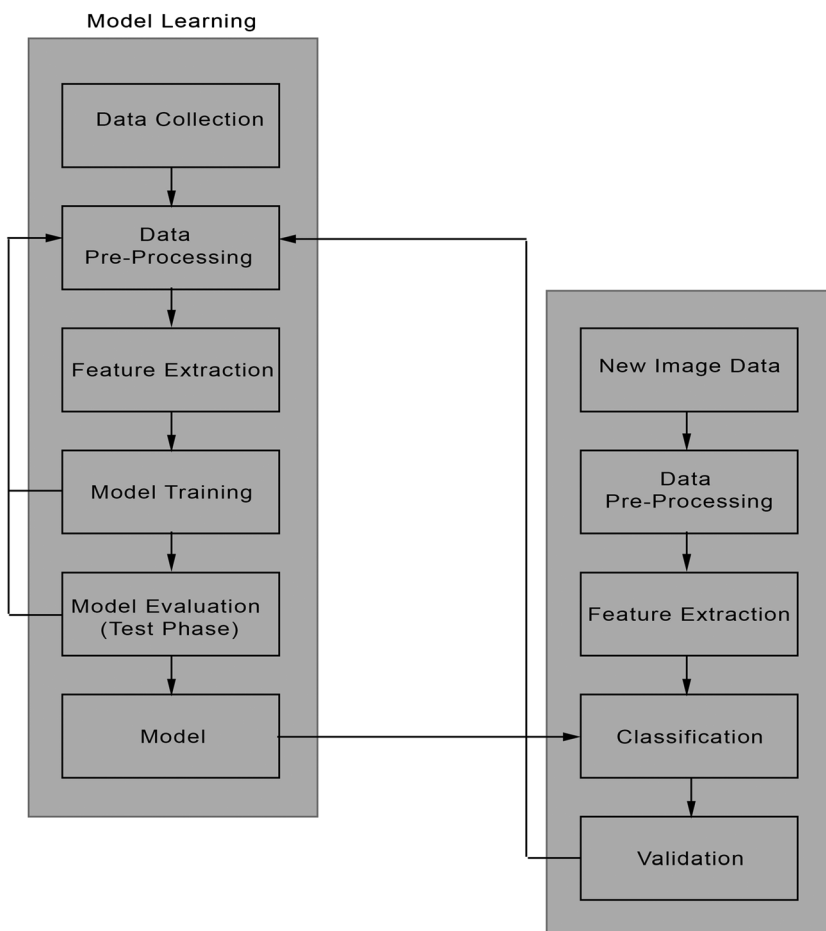 Model Learning
Data Collection
Data
Pre-Processing
Feature Extraction
Model Training
Model Evaluation
(Test Phase)
Model
New Image Data
Data
Pre-Processing
Feature Extraction
Classification
Validation